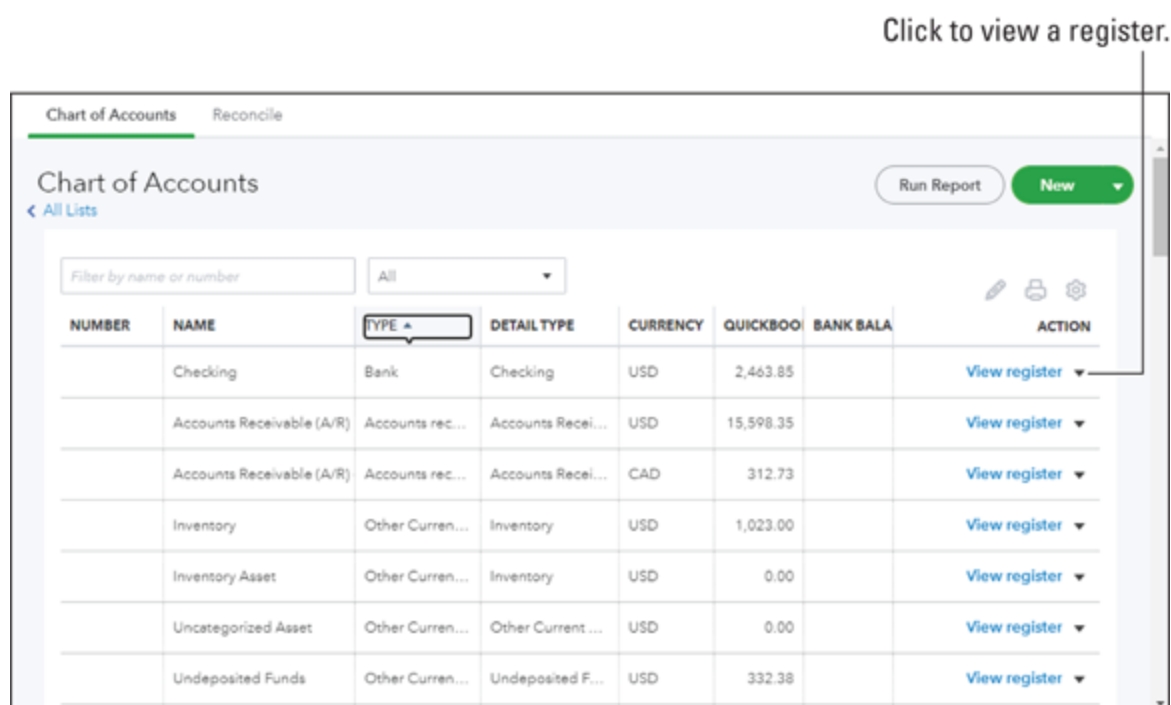 Click to view a register.
Chart of Accounts Reconcile
Chart of Accounts
Run Report New
All Lists
Filter by name or number All
NUMBER NAME TYPE DETAIL TYPE CURRENCY QUICKBOO BANK BALA ACTION
Checking Bank Checking USD 2,463.85 View register
Accounts Receivable (A/R) Accounts rec... Accounts Recei... USD 15,598.35 View register
Accounts Receivable (A/R) Accounts rec... Accounts Recei... CAD 312.73 View register
Inventory Other Curren... Inventory USD 1,023.00 View register
Inventory Asset Other Curren... Inventory USD 0.00 View register
Uncategorized Asset Other Curren... Other Current ... USD 0.00 View register
Undeposited Funds Other Curren... Undeposited F... USD 332.38 View register